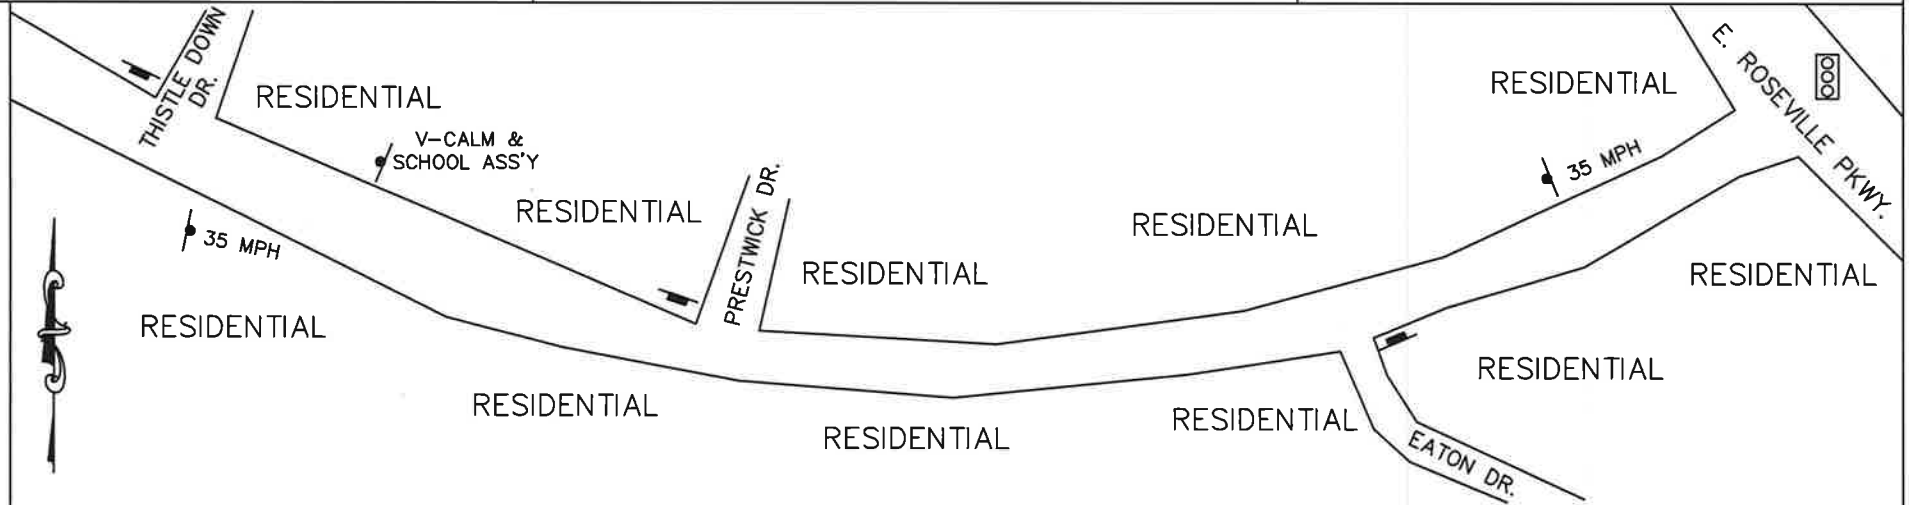 THISTLE DOWN
DR.
RESIDENTIAL
V-CALM &
SCHOOL ASS'Y
35 MPH
RESIDENTIAL
RESIDENTIAL
PRESTWICK DR.
RESIDENTIAL
RESIDENTIAL
RESIDENTIAL
RESIDENTIAL
RESIDENTIAL
35 MPH
E. ROSEVILLE PKWY.
RESIDENTIAL
RESIDENTIAL
RESIDENTIAL
EATON DR.